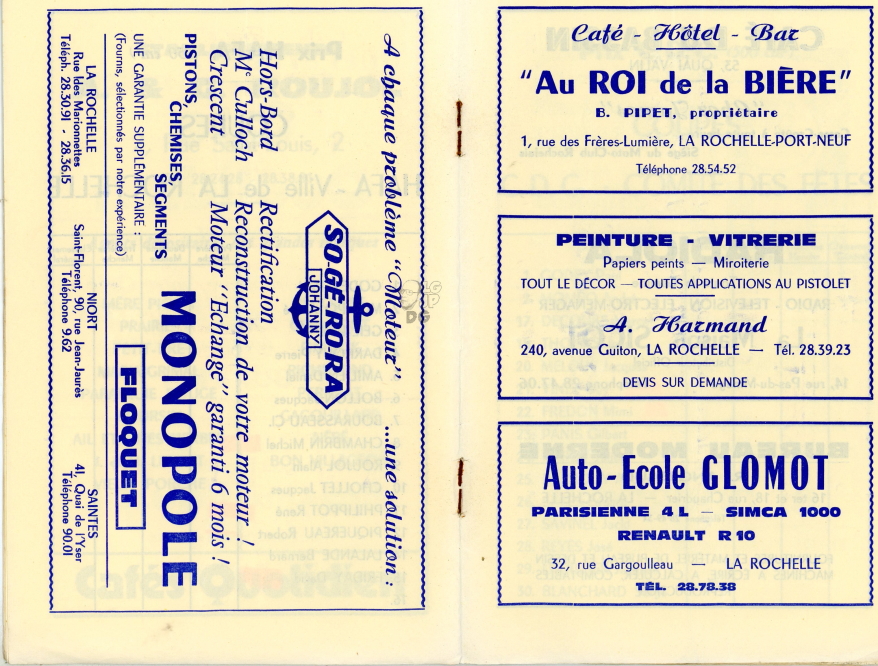 A chaque problème "Moteur" ...une solution :
SO-GÉ-RO-RA
JOHANNY
Hors-Bord Rectification
Mc Culloch Reconstruction de votre moteur !
Crescent Moteur "Echange" garanti 6 mois !
PISTONS, CHEMISES, SEGMENTS
MONOPOLE
UNE GARANTIE SUPPLÉMENTAIRE :
(Fournis, sélectionnés par notre expérience)
FLOQUET
LA ROCHELLE
Rue des Marionnettes
Téléph. 28.30.91 - 28.36.15
NIORT
Saint-Florent, 90, rue Jean-Jaurès
Téléphone 9.62
SAINTES
41, Quai de l'Yser
Téléphone 90.01
Café - Hôtel - Bar
"Au ROI de la BIÈRE"
B. PIPET, propriétaire
1, rue des Frères-Lumière, LA ROCHELLE-PORT-NEUF
Téléphone 28.54.52
PEINTURE - VITRERIE
Papiers peints — Miroiterie
TOUT LE DÉCOR — TOUTES APPLICATIONS AU PISTOLET
A. Harmand
240, avenue Guiton, LA ROCHELLE — Tél. 28.39.23
DEVIS SUR DEMANDE
Auto-Ecole GLOMOT
PARISIENNE 4 L — SIMCA 1000
RENAULT R 10
32, rue Gargoulleau — LA ROCHELLE
TÉL. 28.78.38